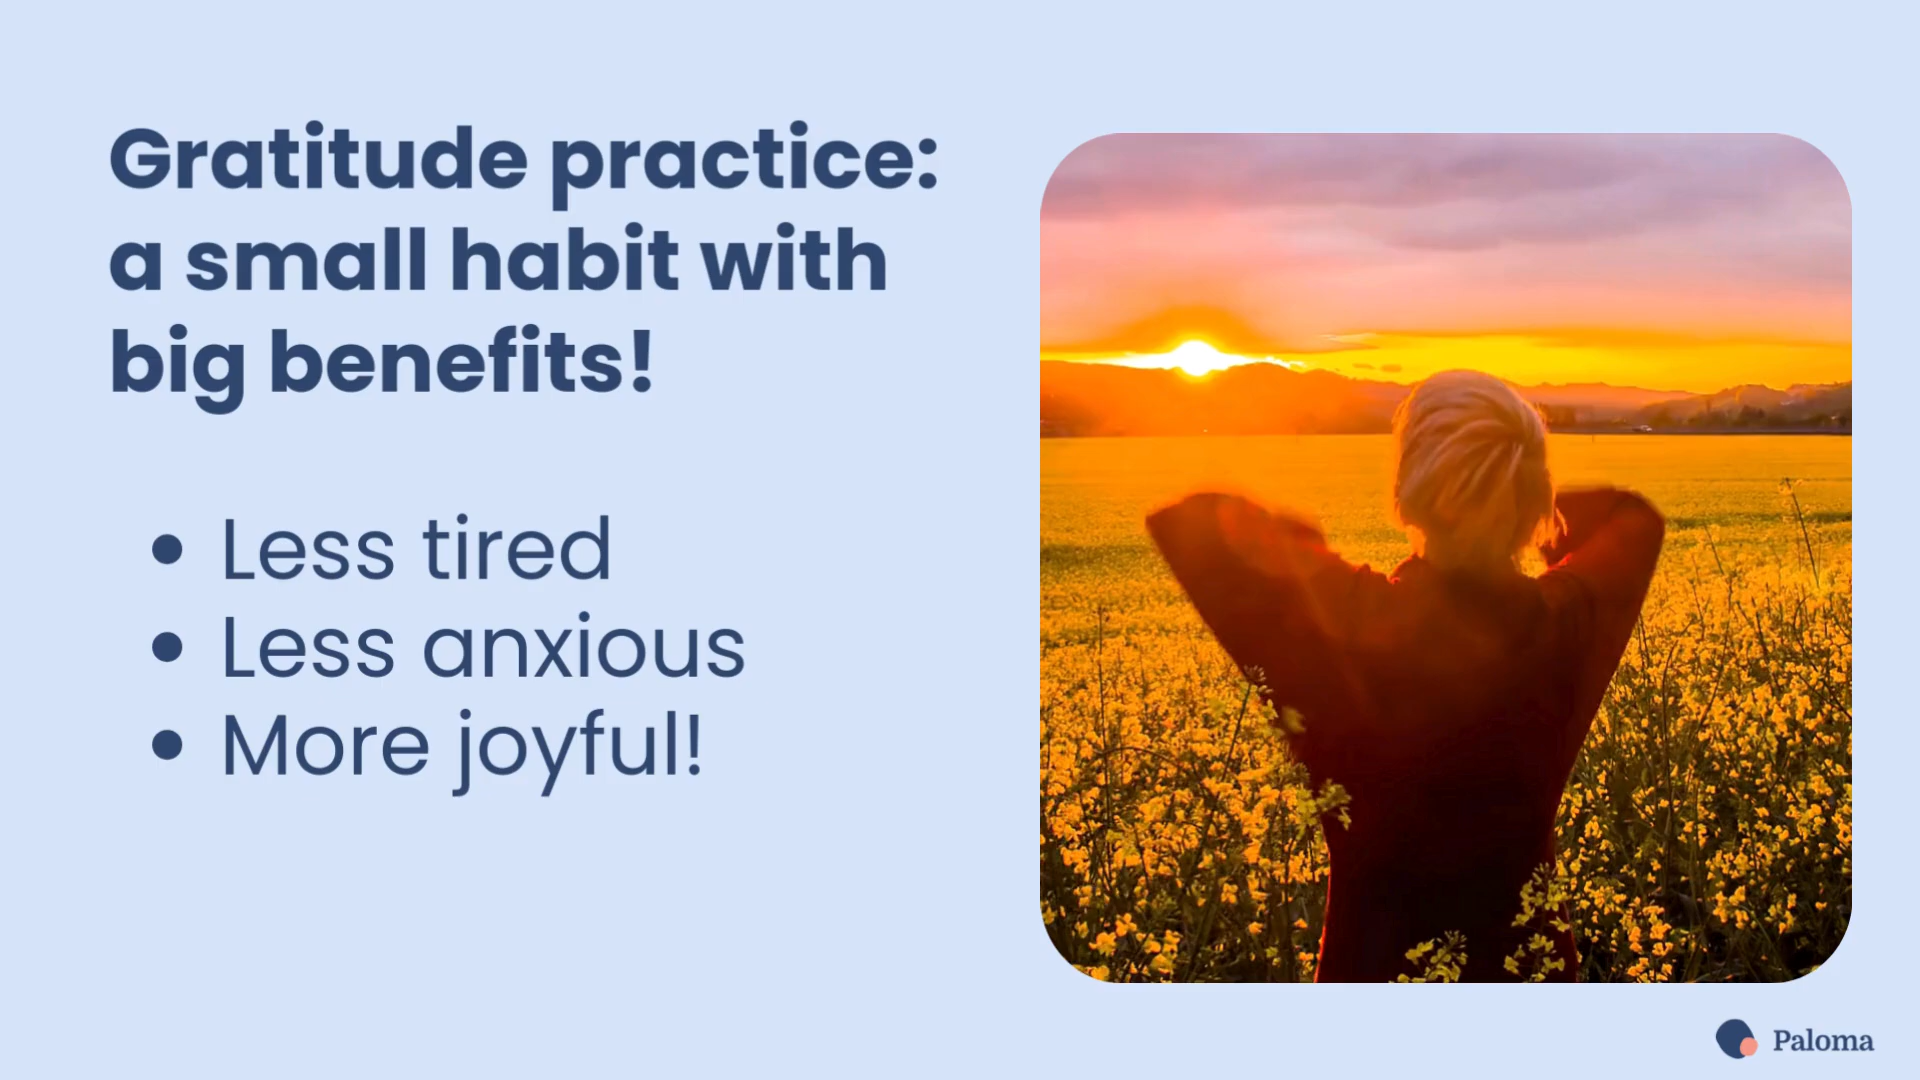 Gratitude practice:
a small habit with
big benefits!
• Less tired
• Less anxious
• More joyful!
Paloma